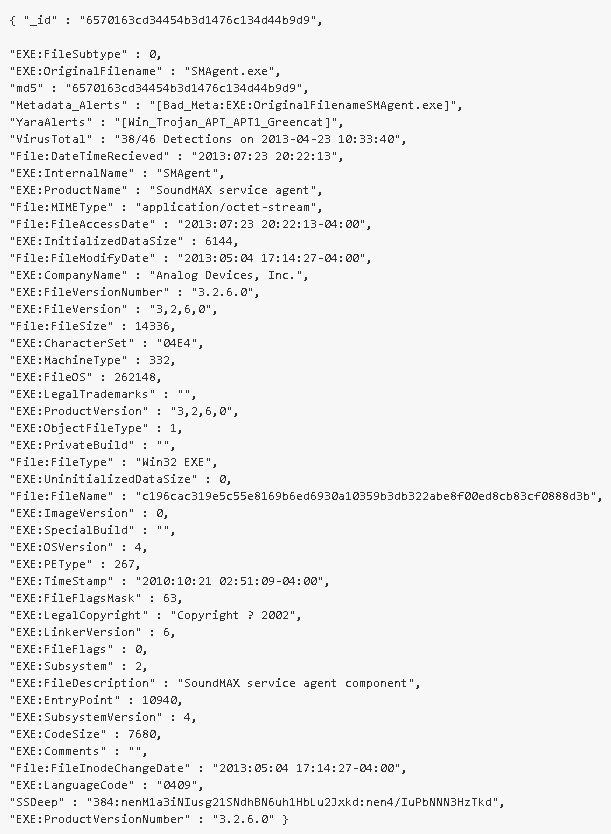 { "_id" : "6570163cd34454b3d1476c134d44b9d9",
"EXE:FileSubtype" : 0,
"EXE:OriginalFilename" : "SMAgent.exe",
"md5" : "6570163cd34454b3d1476c134d44b9d9",
"Metadata_Alerts" : "[Bad_Meta:EXE:OriginalFilenameSMAgent.exe]",
"YaraAlerts" : "[Win_Trojan_APT_APT1_Greencat]",
"VirusTotal" : "38/46 Detections on 2013-04-23 10:33:40",
"File:DateTimeRecieved" : "2013:07:23 20:22:13",
"EXE:InternalName" : "SMAgent",
"EXE:ProductName" : "SoundMAX service agent",
"File:MIMEType" : "application/octet-stream",
"File:FileAccessDate" : "2013:07:23 20:22:13-04:00",
"EXE:InitializedDataSize" : 6144,
"File:FileModifyDate" : "2013:05:04 17:14:27-04:00",
"EXE:CompanyName" : "Analog Devices, Inc.",
"EXE:FileVersionNumber" : "3.2.6.0",
"EXE:FileVersion" : "3,2,6,0",
"File:FileSize" : 14336,
"EXE:CharacterSet" : "04E4",
"EXE:MachineType" : 332,
"EXE:FileOS" : 262148,
"EXE:LegalTrademarks" : "",
"EXE:ProductVersion" : "3,2,6,0",
"EXE:ObjectFileType" : 1,
"EXE:PrivateBuild" : "",
"File:FileType" : "Win32 EXE",
"EXE:UninitializedDataSize" : 0,
"File:FileName" : "c196cac319e5c55e8169b6ed6930a10359b3db322abe8f00ed8cb83cf0888d3b",
"EXE:ImageVersion" : 0,
"EXE:SpecialBuild" : "",
"EXE:OSVersion" : 4,
"EXE:PEType" : 267,
"EXE:TimeStamp" : "2010:10:21 02:51:09-04:00",
"EXE:FileFlagsMask" : 63,
"EXE:LegalCopyright" : "Copyright ? 2002",
"EXE:LinkerVersion" : 6,
"EXE:FileFlags" : 0,
"EXE:Subsystem" : 2,
"EXE:FileDescription" : "SoundMAX service agent component",
"EXE:EntryPoint" : 10940,
"EXE:SubsystemVersion" : 4,
"EXE:CodeSize" : 7680,
"EXE:Comments" : "",
"File:FileInodeChangeDate" : "2013:05:04 17:14:27-04:00",
"EXE:LanguageCode" : "0409",
"SSDeep" : "384:nenM1a3iNIusg21SNdhBN6uh1HbLu2Jxkd:nen4/IuPbNNN3HzTkd",
"EXE:ProductVersionNumber" : "3.2.6.0" }